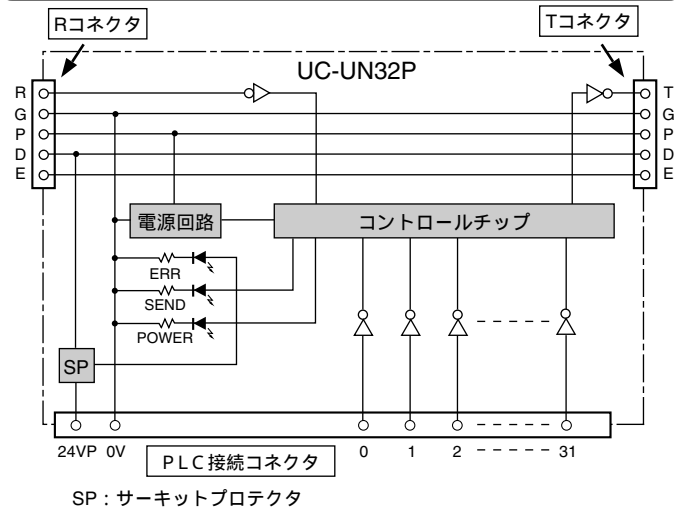 Rコネクタ
Tコネクタ
UC-UN32P
R
G
P
D
E
T
G
P
D
E
電源回路
コントロールチップ
ERR
SEND
POWER
SP
24VP 0V
PLC接続コネクタ
0 1 2 31
SP：サーキットプロテクタ